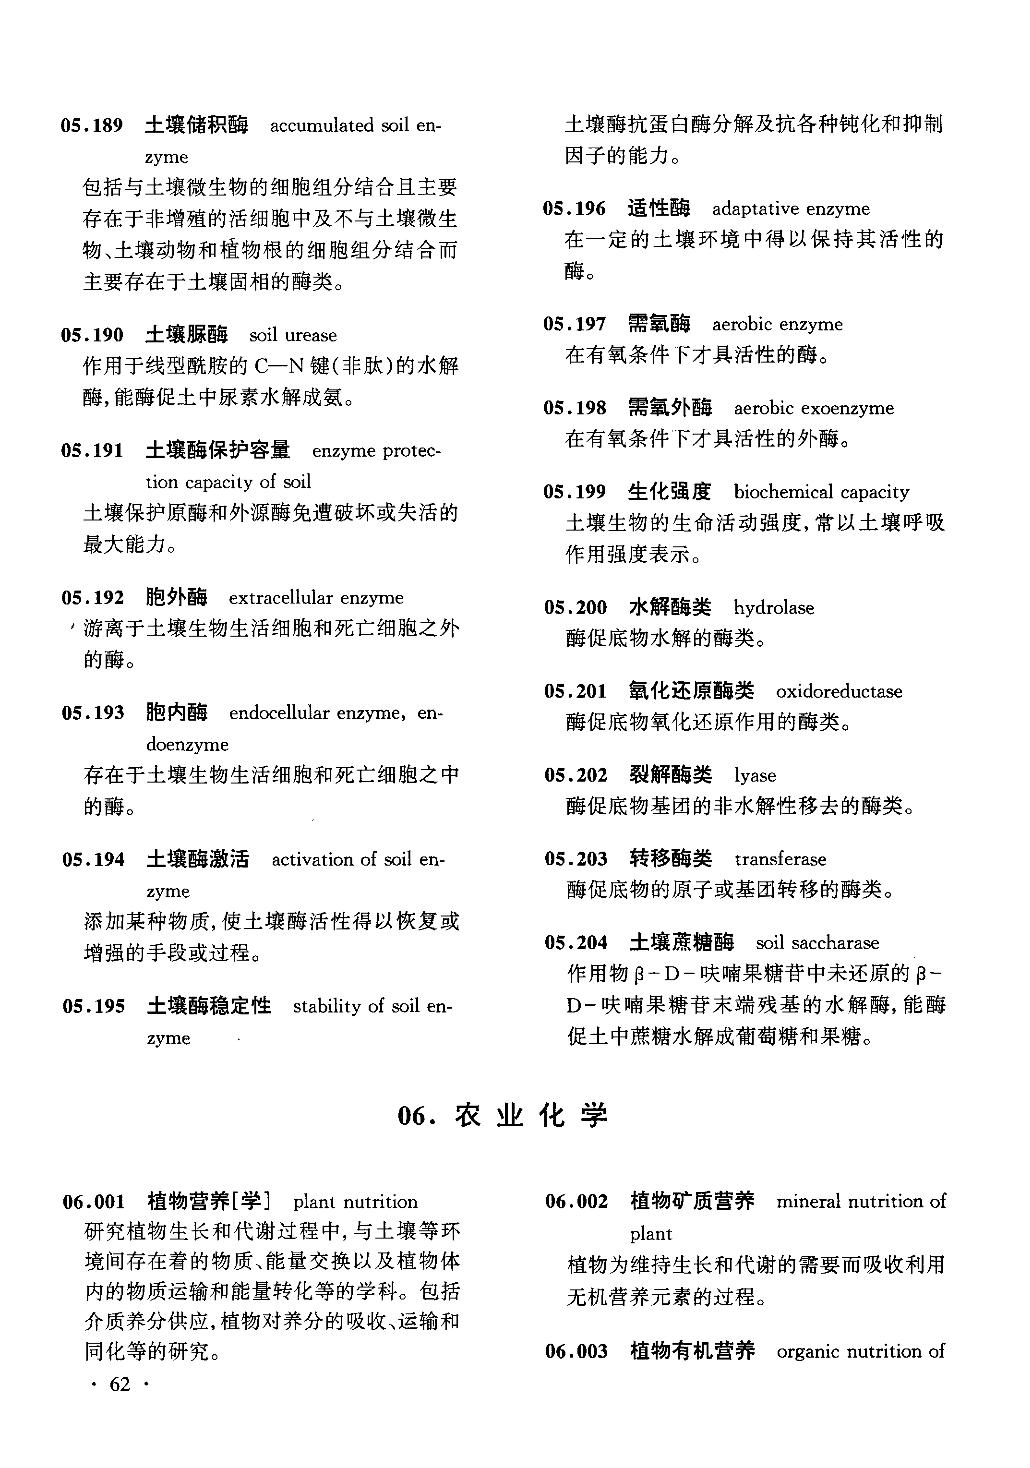 05.189 土壤储积酶 accumulated soil en-
zyme
包括与土壤微生物的细胞组分结合且主要
存在于非增殖的活细胞中及不与土壤微生
物、土壤动物和植物根的细胞组分结合而
主要存在于土壤固相的酶类。
05.190 土壤脲酶 soil urease
作用于线型酰胺的 C—N 键(非肽)的水解
酶,能酶促土中尿素水解成氨。
05.191 土壤酶保护容量 enzyme protec-
tion capacity of soil
土壤保护原酶和外源酶免遭破坏或失活的
最大能力。
05.192 胞外酶 extracellular enzyme
游离于土壤生物生活细胞和死亡细胞之外
的酶。
05.193 胞内酶 endocellular enzyme, en-
doenzyme
存在于土壤生物生活细胞和死亡细胞之中
的酶。
05.194 土壤酶激活 activation of soil en-
zyme
添加某种物质,使土壤酶活性得以恢复或
增强的手段或过程。
05.195 土壤酶稳定性 stability of soil en-
zyme
土壤酶抗蛋白酶分解及抗各种钝化和抑制
因子的能力。
05.196 适性酶 adaptative enzyme
在一定的土壤环境中得以保持其活性的
酶。
05.197 需氧酶 aerobic enzyme
在有氧条件下才具活性的酶。
05.198 需氧外酶 aerobic exoenzyme
在有氧条件下才具活性的外酶。
05.199 生化强度 biochemical capacity
土壤生物的生命活动强度,常以土壤呼吸
作用强度表示。
05.200 水解酶类 hydrolase
酶促底物水解的酶类。
05.201 氧化还原酶类 oxidoreductase
酶促底物氧化还原作用的酶类。
05.202 裂解酶类 lyase
酶促底物基团的非水解性移去的酶类。
05.203 转移酶类 transferase
酶促底物的原子或基团转移的酶类。
05.204 土壤蔗糖酶 soil saccharase
作用物β-D-呋喃果糖苷中未还原的β-
D-呋喃果糖苷末端残基的水解酶,能酶
促土中蔗糖水解成葡萄糖和果糖。
06. 农业化学
06.001 植物营养[学] plant nutrition
研究植物生长和代谢过程中,与土壤等环
境间存在着的物质、能量交换以及植物体
内的物质运输和能量转化等的学科。包括
介质养分供应,植物对养分的吸收、运输和
同化等的研究。
06.002 植物矿质营养 mineral nutrition of
plant
植物为维持生长和代谢的需要而吸收利用
无机营养元素的过程。
06.003 植物有机营养 organic nutrition of
· 62 ·